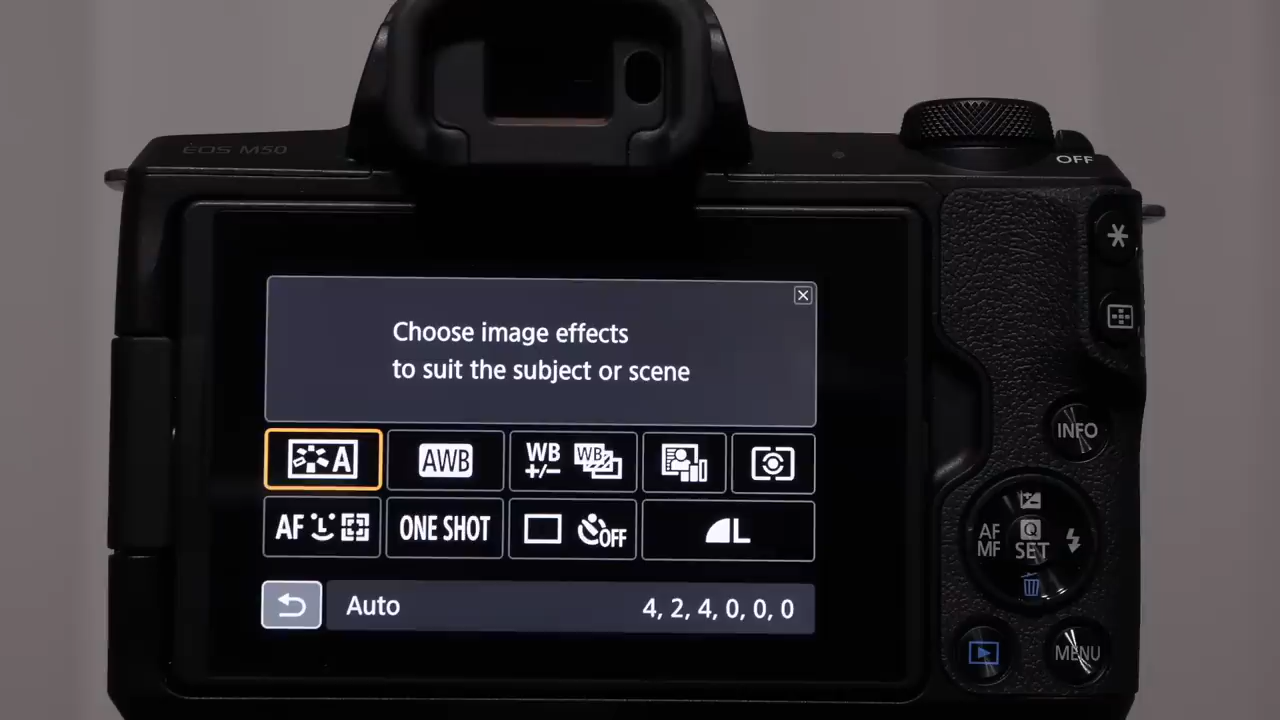 EOS M50
OFF
Choose image effects
to suit the subject or scene
A
AWB
WB
+/-
WB
AF
ONE SHOT
OFF
L
Auto
4, 2, 4, 0, 0, 0
INFO
AF
MF
Q
SET
MENU